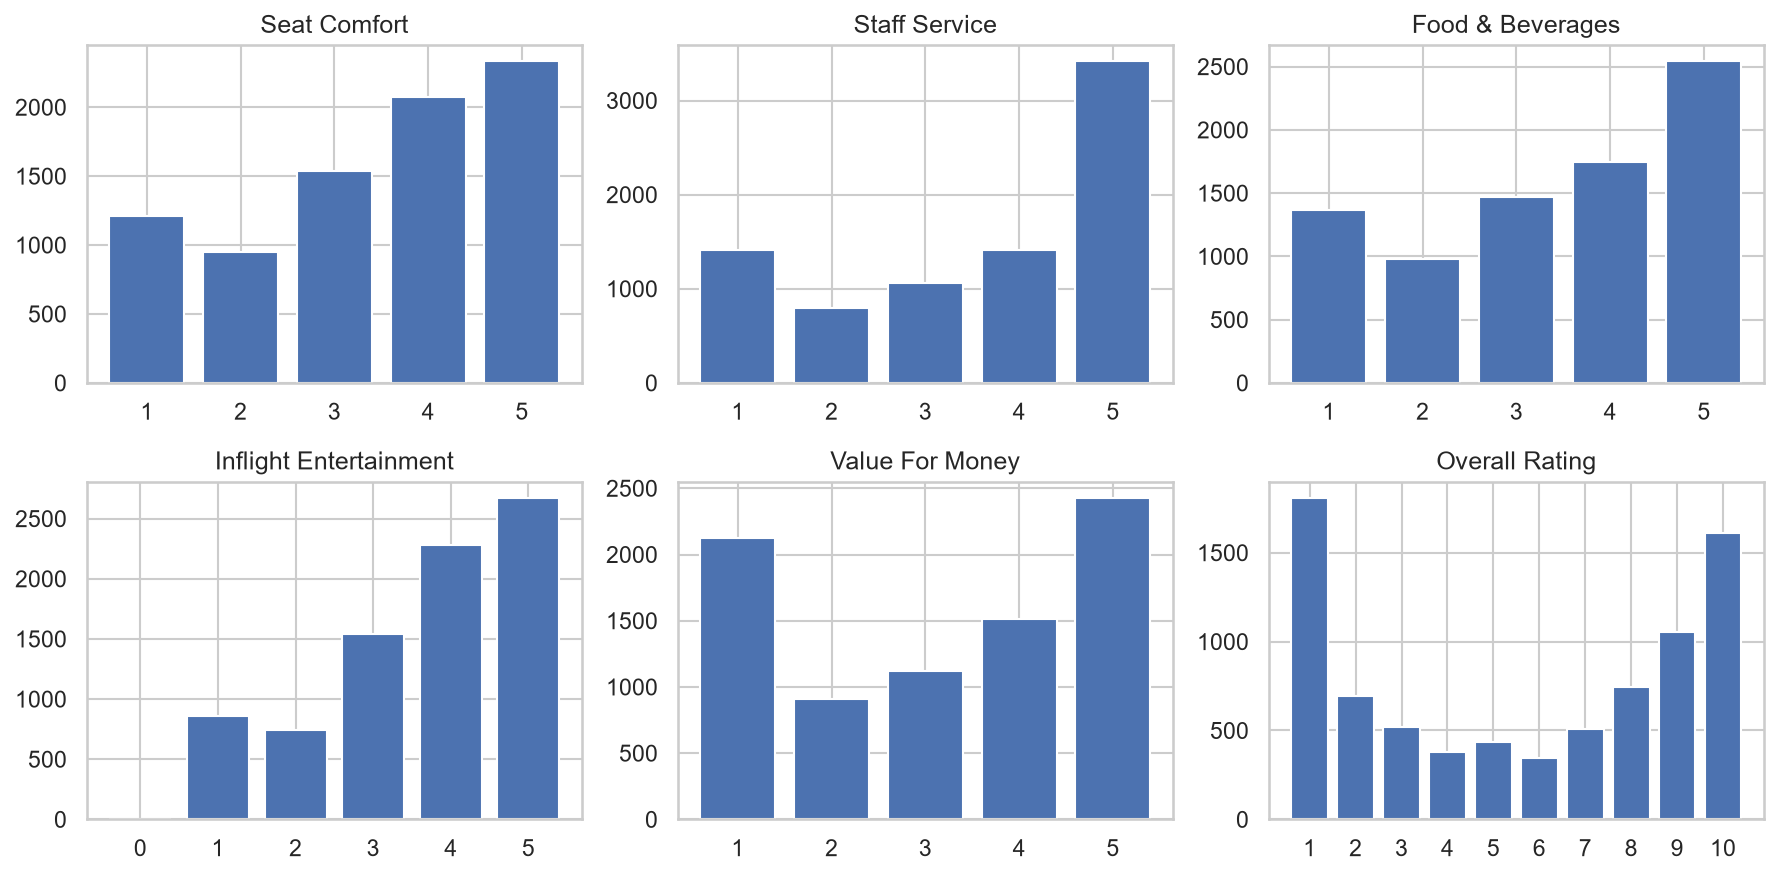 Seat Comfort
2000
1500
1000
500
0
1 2 3 4 5
Staff Service
3000
2000
1000
0
1 2 3 4 5
Food & Beverages
2500
2000
1500
1000
500
0
1 2 3 4 5
Inflight Entertainment
2500
2000
1500
1000
500
0
0 1 2 3 4 5
Value For Money
2500
2000
1500
1000
500
0
1 2 3 4 5
Overall Rating
1500
1000
500
0
1 2 3 4 5 6 7 8 9 10